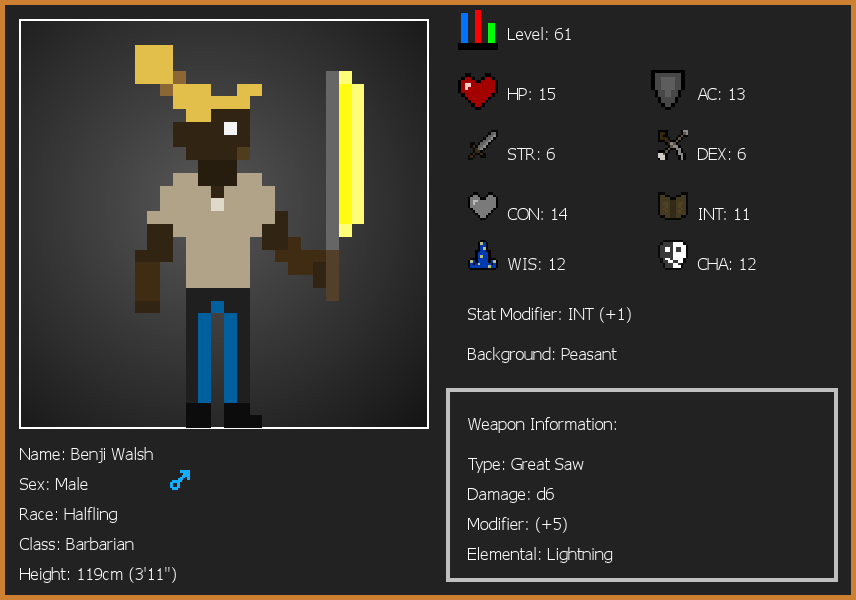 Level: 61
HP: 15
AC: 13
STR: 6
DEX: 6
CON: 14
INT: 11
WIS: 12
CHA: 12
Stat Modifier: INT (+1)
Background: Peasant
Weapon Information:
Type: Great Saw
Damage: d6
Modifier: (+5)
Elemental: Lightning
Name: Benji Walsh
Sex: Male
Race: Halfling
Class: Barbarian
Height: 119cm (3'11")